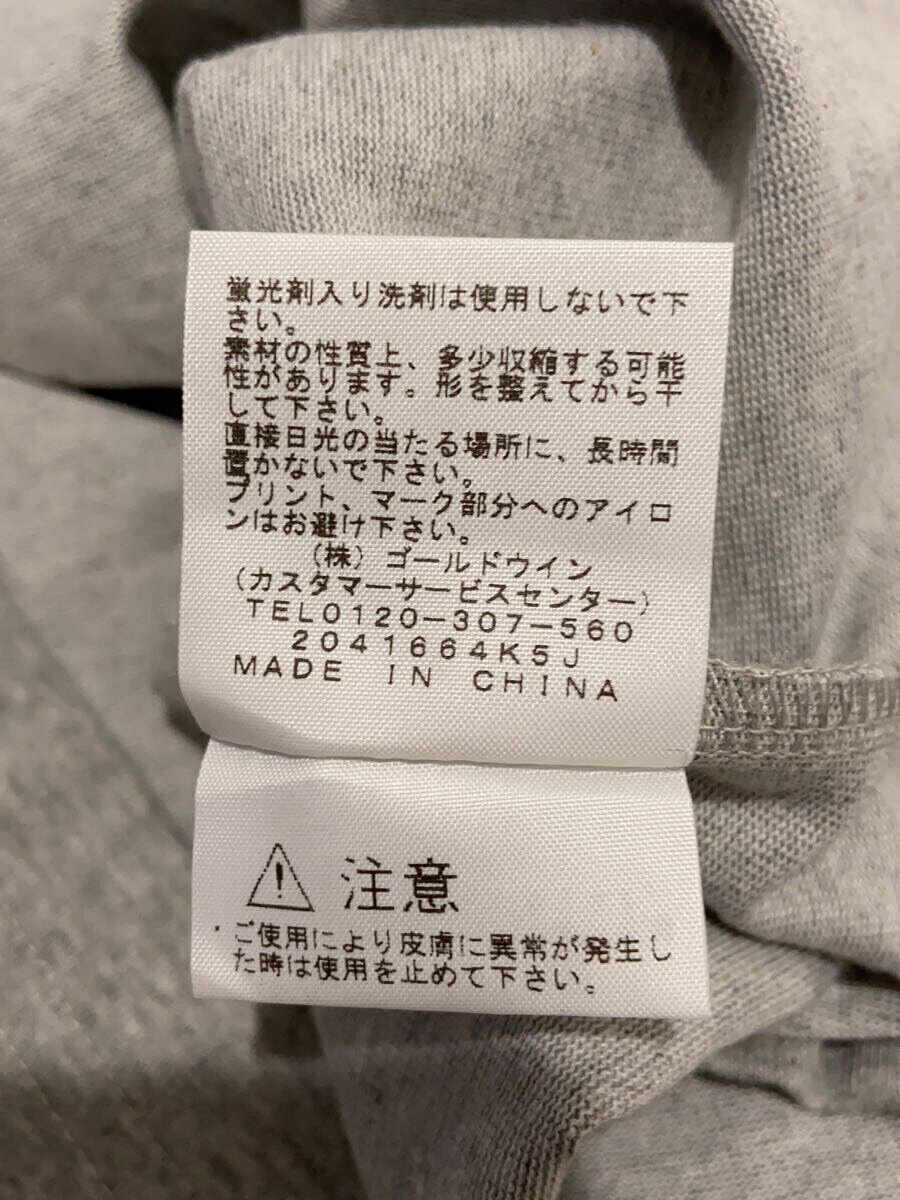 蛍光剤入り洗剤は使用しないで下
さい。
素材の性質上、多少収縮する可能
性があります。形を整えてから干
して下さい。
直接日光の当たる場所に、長時間
置かないで下さい。
プリント、マーク部分へのアイロ
ンはお避け下さい。
(株)ゴールドウイン
(カスタマーサービスセンター)
TEL0120-307-560
2041664K5J
MADE IN CHINA
注意
・ご使用により皮膚に異常が発生し
た時は使用を止めて下さい。